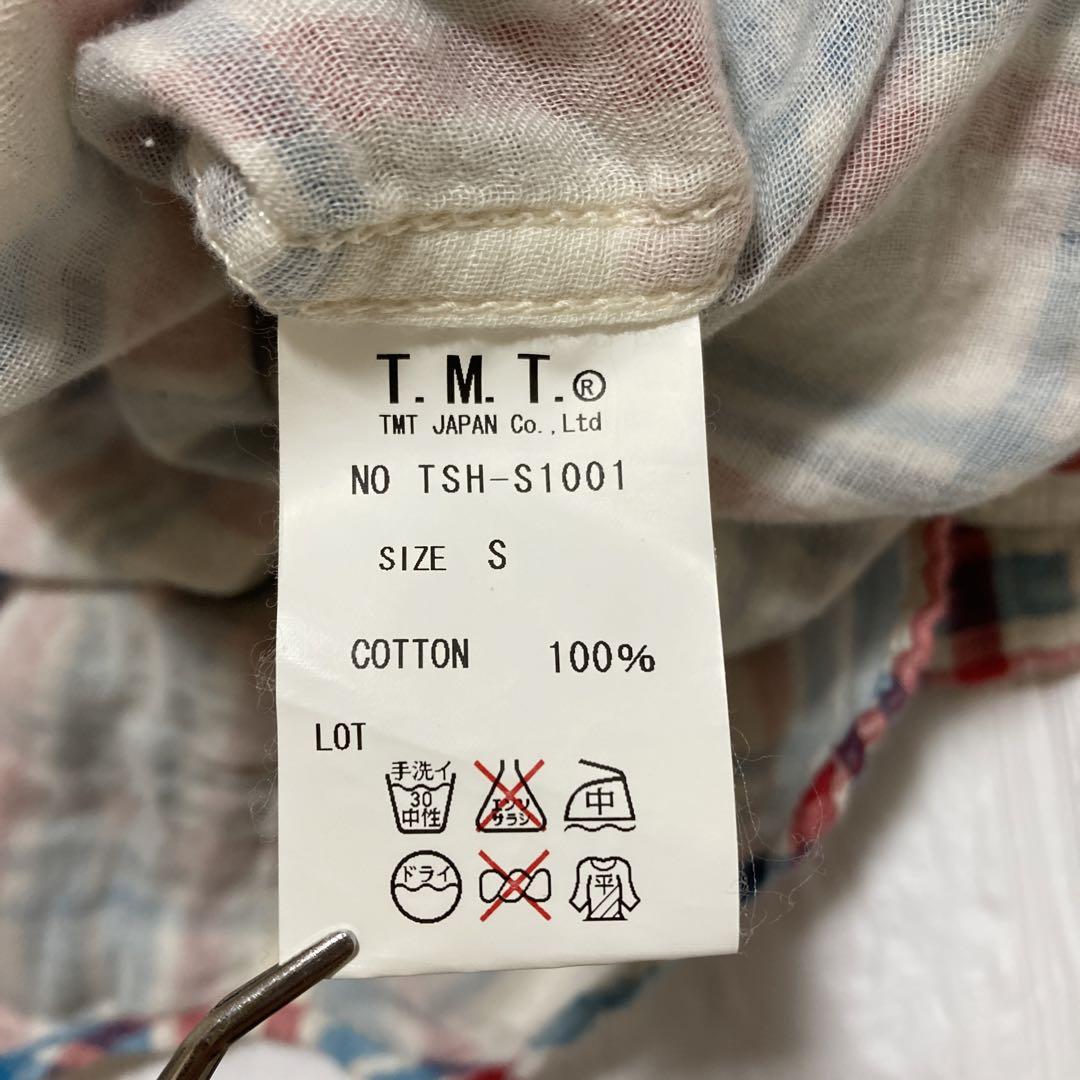 T.M.T.®
TMT JAPAN Co.,Ltd
NO TSH-S1001
SIZE S
COTTON 100%
LOT
手洗イ
30
中性
エンソ
サラシ
中
ドライ
平